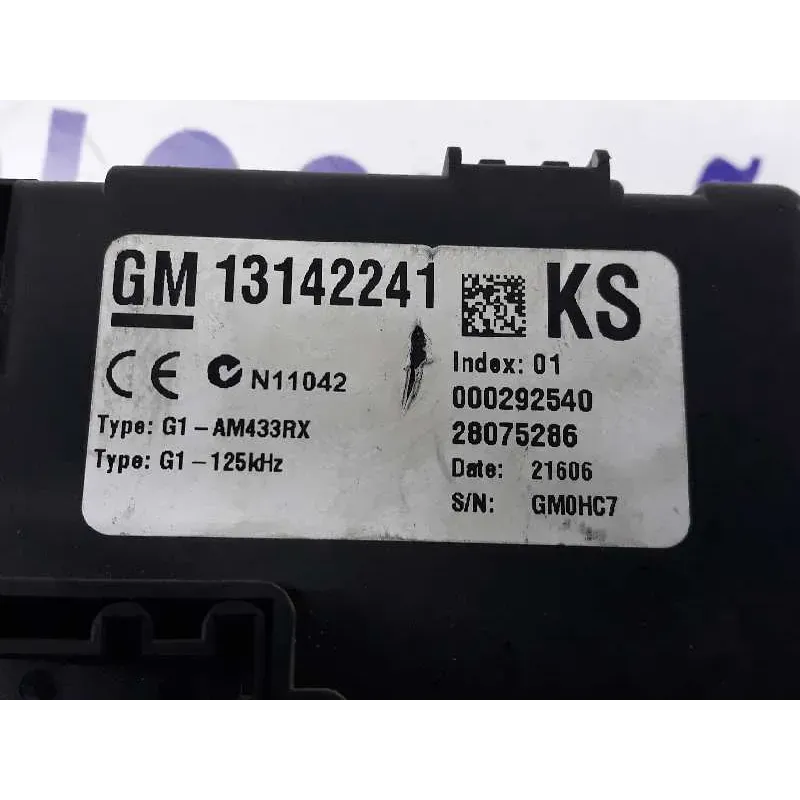 GM 13142241 KS
CE N11042
Type: G1-AM433RX
Type: G1-125kHz
Index: 01
000292540
28075286
Date: 21606
S/N: GM0HC7